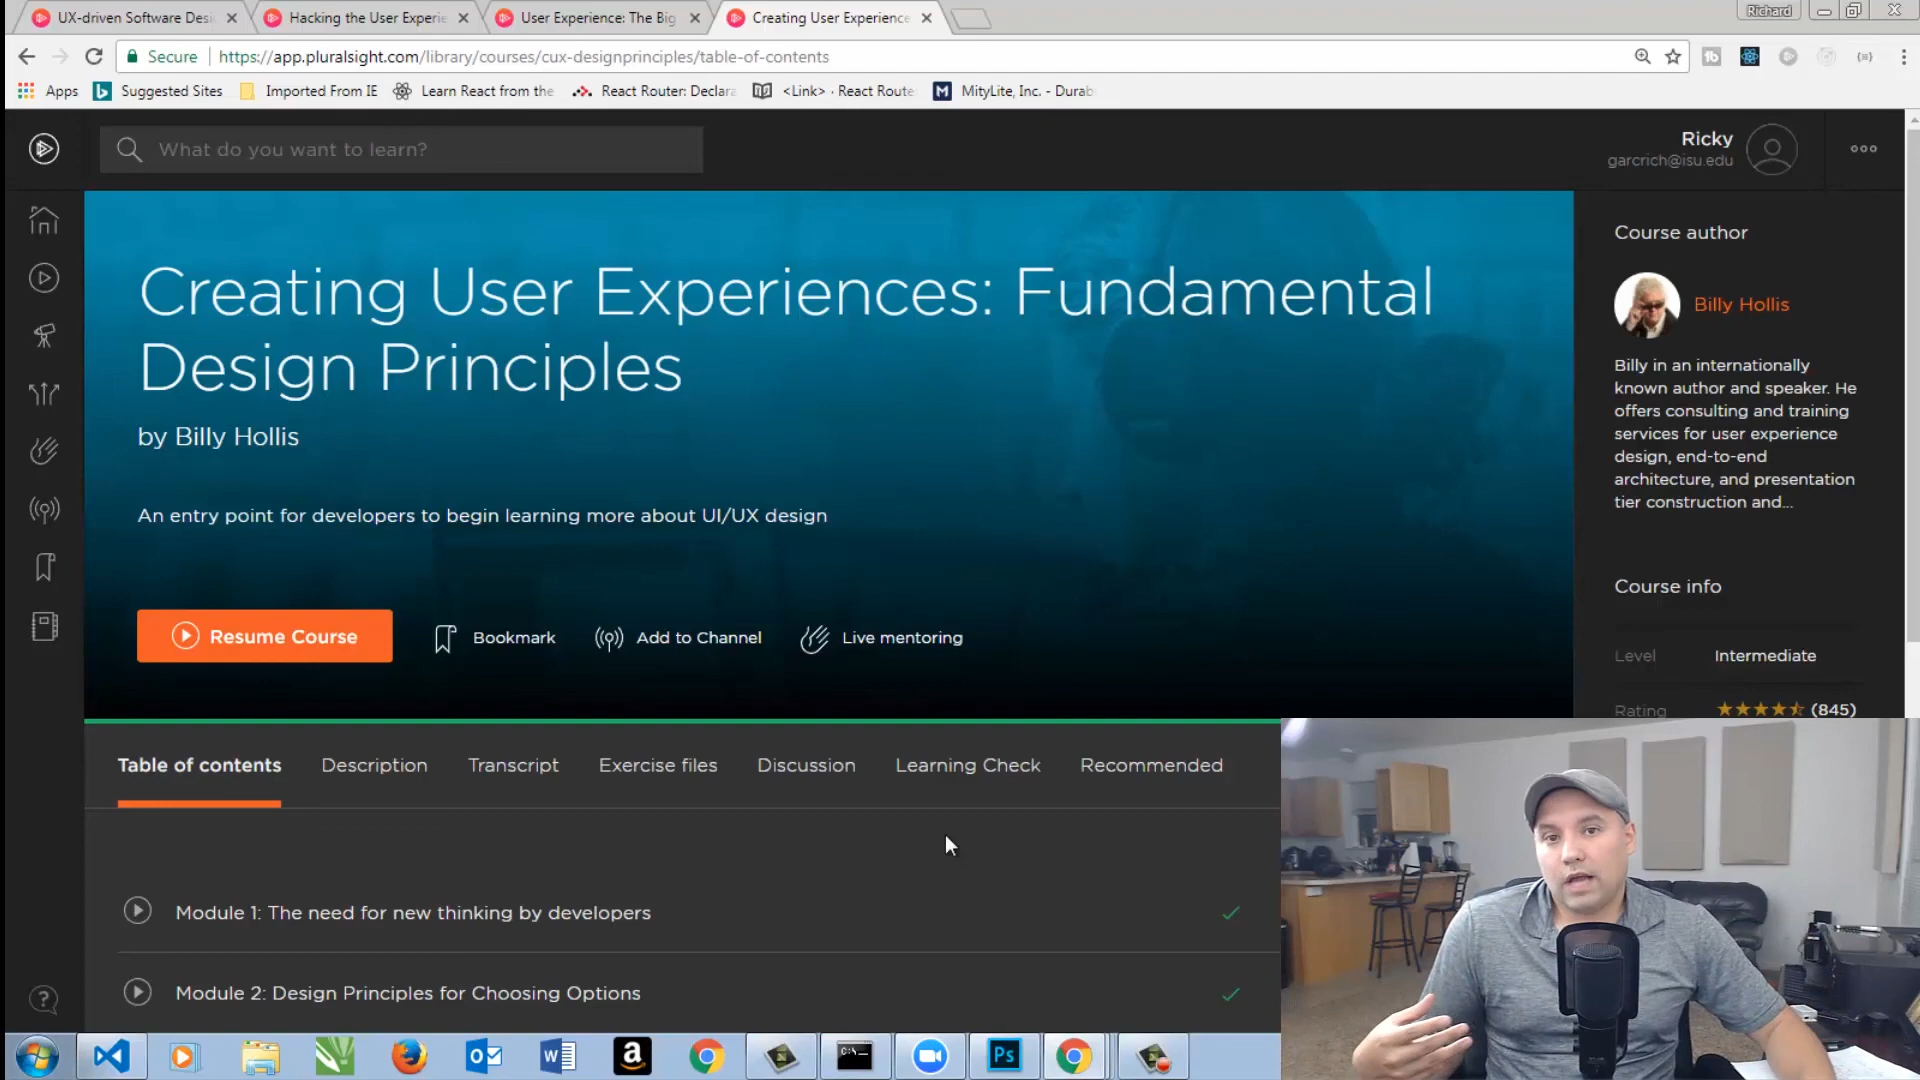 UX-driven Software Desi
Hacking the User Experie
User Experience: The Big
Creating User Experience
Richard
Secure
https://app.pluralsight.com/library/courses/cux-designprinciples/table-of-contents
Apps
Suggested Sites
Imported From IE
Learn React from the
React Router: Declara
<Link> · React Route
MityLite, Inc. - Durab
What do you want to learn?
Ricky
garcrich@isu.edu
Creating User Experiences: Fundamental
Design Principles
by Billy Hollis
An entry point for developers to begin learning more about UI/UX design
Resume Course
Bookmark
Add to Channel
Live mentoring
Course author
Billy Hollis
Billy in an internationally
known author and speaker. He
offers consulting and training
services for user experience
design, end-to-end
architecture, and presentation
tier construction and...
Course info
Level Intermediate
Rating (845)
Table of contents
Description
Transcript
Exercise files
Discussion
Learning Check
Recommended
Module 1: The need for new thinking by developers
Module 2: Design Principles for Choosing Options